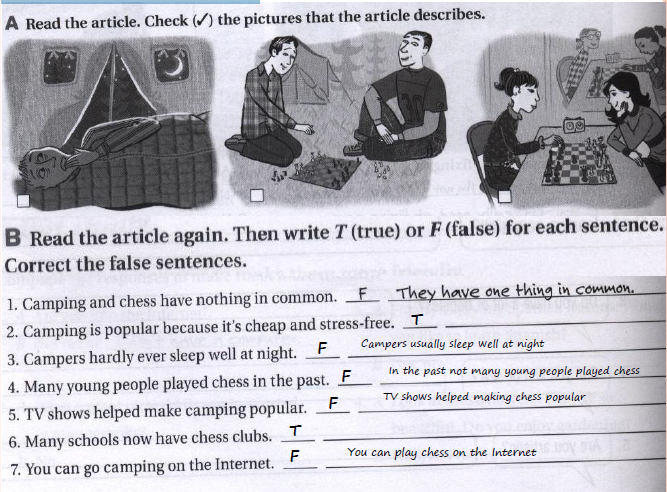 A Read the article. Check (✓) the pictures that the article describes.
B Read the article again. Then write T (true) or F (false) for each sentence.
Correct the false sentences.
1. Camping and chess have nothing in common. F They have one thing in common.
2. Camping is popular because it's cheap and stress-free. T
3. Campers hardly ever sleep well at night. F Campers usually sleep well at night
4. Many young people played chess in the past. F In the past not many young people played chess
5. TV shows helped make camping popular. F TV shows helped making chess popular
6. Many schools now have chess clubs. T
7. You can go camping on the Internet. F You can play chess on the Internet